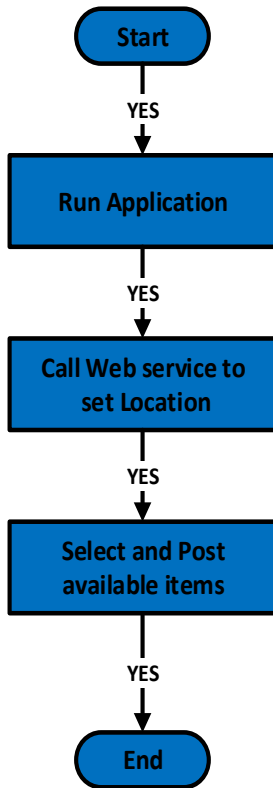 Start
YES
Run Application
YES
Call Web service to
set Location
YES
Select and Post
available items
YES
End